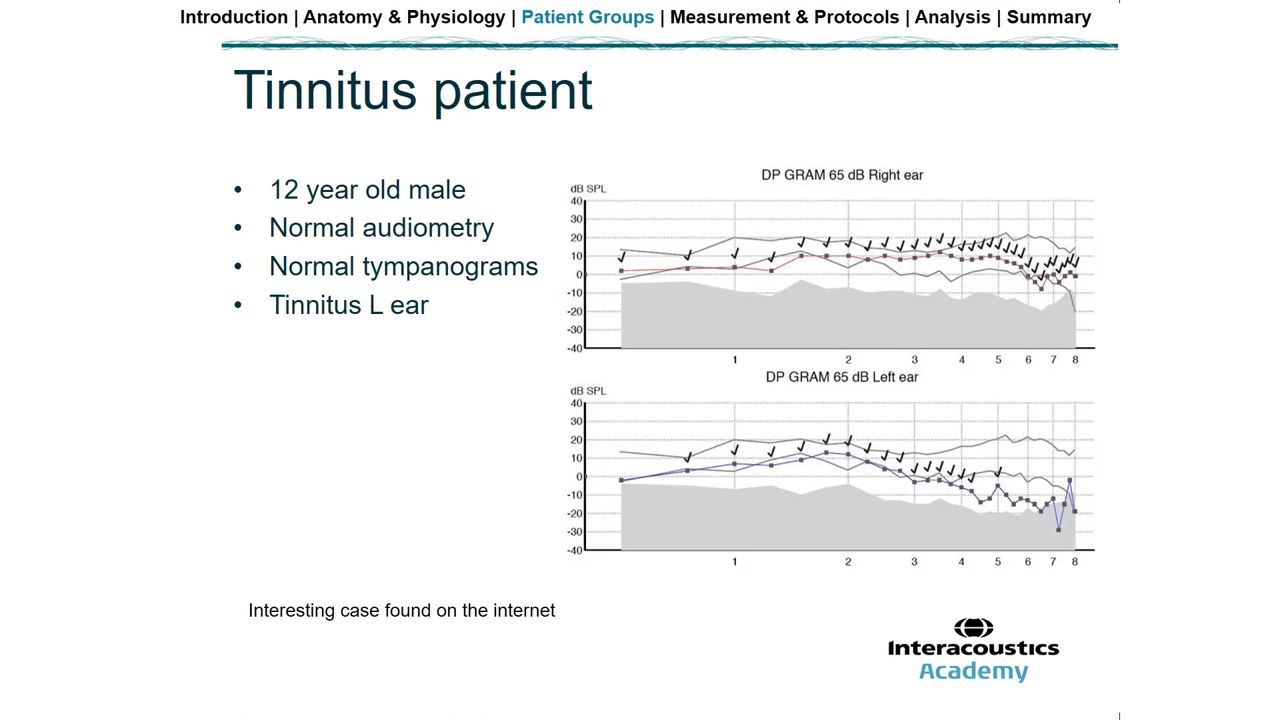 Introduction | Anatomy & Physiology | Patient Groups | Measurement & Protocols | Analysis | Summary
Tinnitus patient
• 12 year old male
• Normal audiometry
• Normal tympanograms
• Tinnitus L ear
DP GRAM 65 dB Right ear
dB SPL
40
30
20
10
0
-10
-20
-30
-40
1 2 3 4 5 6 7 8
DP GRAM 65 dB Left ear
dB SPL
40
30
20
10
0
-10
-20
-30
-40
1 2 3 4 5 6 7 8
Interesting case found on the internet
Interacoustics
Academy